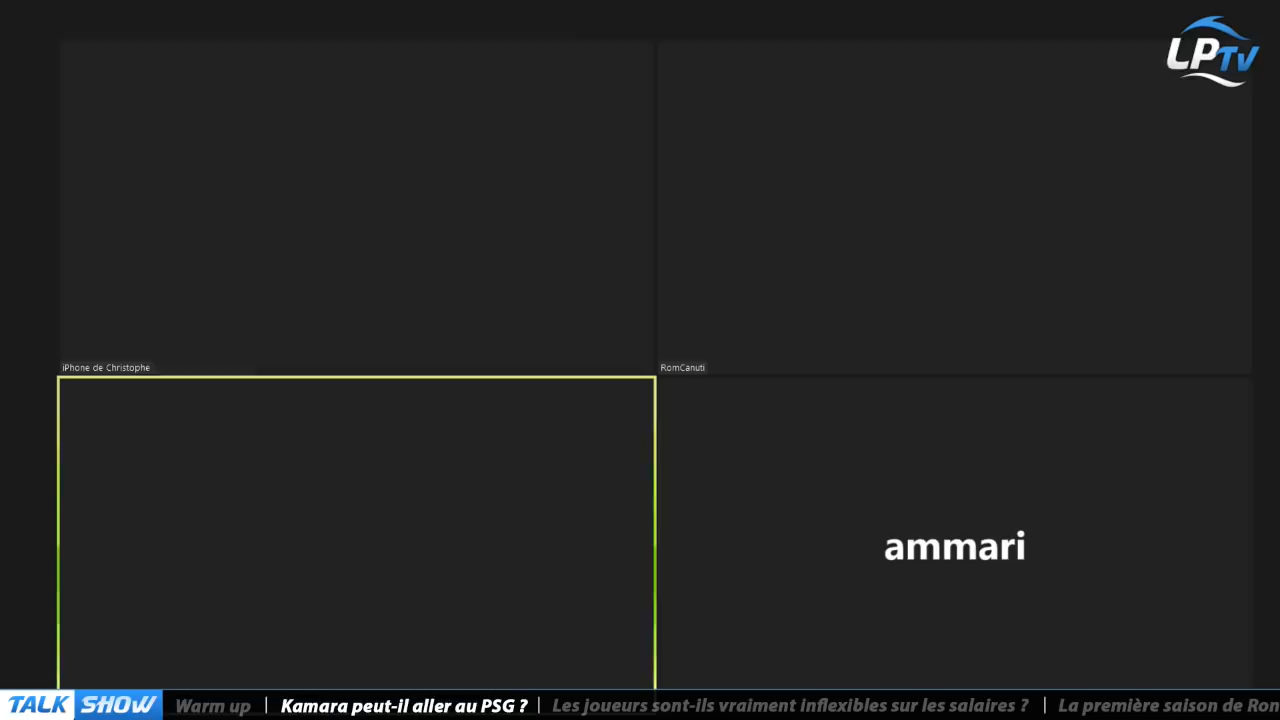 LPTV
iPhone de Christophe
RomCanuti
ammari
TALK SHOW
Warm up | Kamara peut-il aller au PSG ? | Les joueurs sont-ils vraiment inflexibles sur les salaires ? | La première saison de Ron